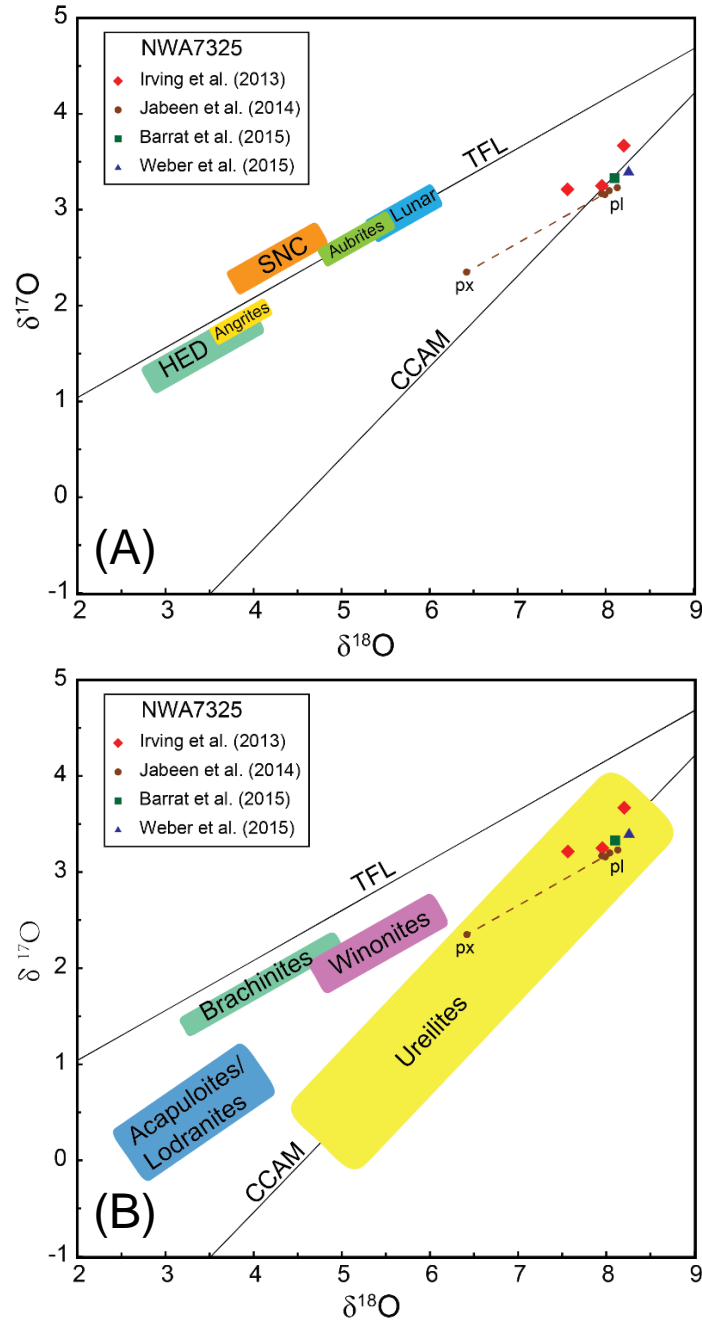 5
4
3
2
1
0
-1
δ¹⁷O
NWA7325
Irving et al. (2013)
Jabeen et al. (2014)
Barrat et al. (2015)
Weber et al. (2015)
TFL
Lunar
Aubrites
SNC
Angrites
HED
pl
px
CCAM
(A)
2 3 4 5 6 7 8 9
δ¹⁸O
5
4
3
2
1
0
-1
δ¹⁷O
NWA7325
Irving et al. (2013)
Jabeen et al. (2014)
Barrat et al. (2015)
Weber et al. (2015)
TFL
pl
px
Winonites
Brachinites
Ureilites
Acapuloites/
Lodranites
CCAM
(B)
2 3 4 5 6 7 8 9
δ¹⁸O